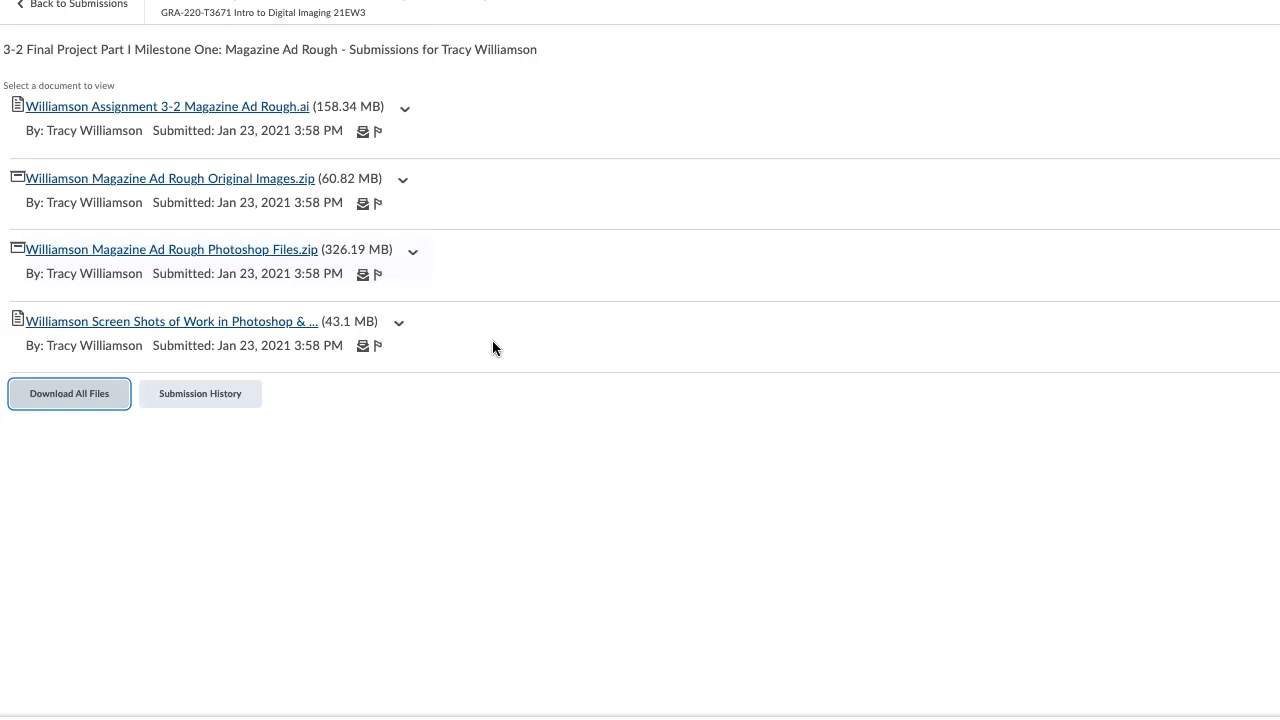 Back to Submissions
GRA-220-T3671 Intro to Digital Imaging 21EW3
3-2 Final Project Part I Milestone One: Magazine Ad Rough - Submissions for Tracy Williamson
Select a document to view
Williamson Assignment 3-2 Magazine Ad Rough.ai (158.34 MB)
By: Tracy Williamson Submitted: Jan 23, 2021 3:58 PM
Williamson Magazine Ad Rough Original Images.zip (60.82 MB)
By: Tracy Williamson Submitted: Jan 23, 2021 3:58 PM
Williamson Magazine Ad Rough Photoshop Files.zip (326.19 MB)
By: Tracy Williamson Submitted: Jan 23, 2021 3:58 PM
Williamson Screen Shots of Work in Photoshop & ... (43.1 MB)
By: Tracy Williamson Submitted: Jan 23, 2021 3:58 PM
Download All Files Submission History